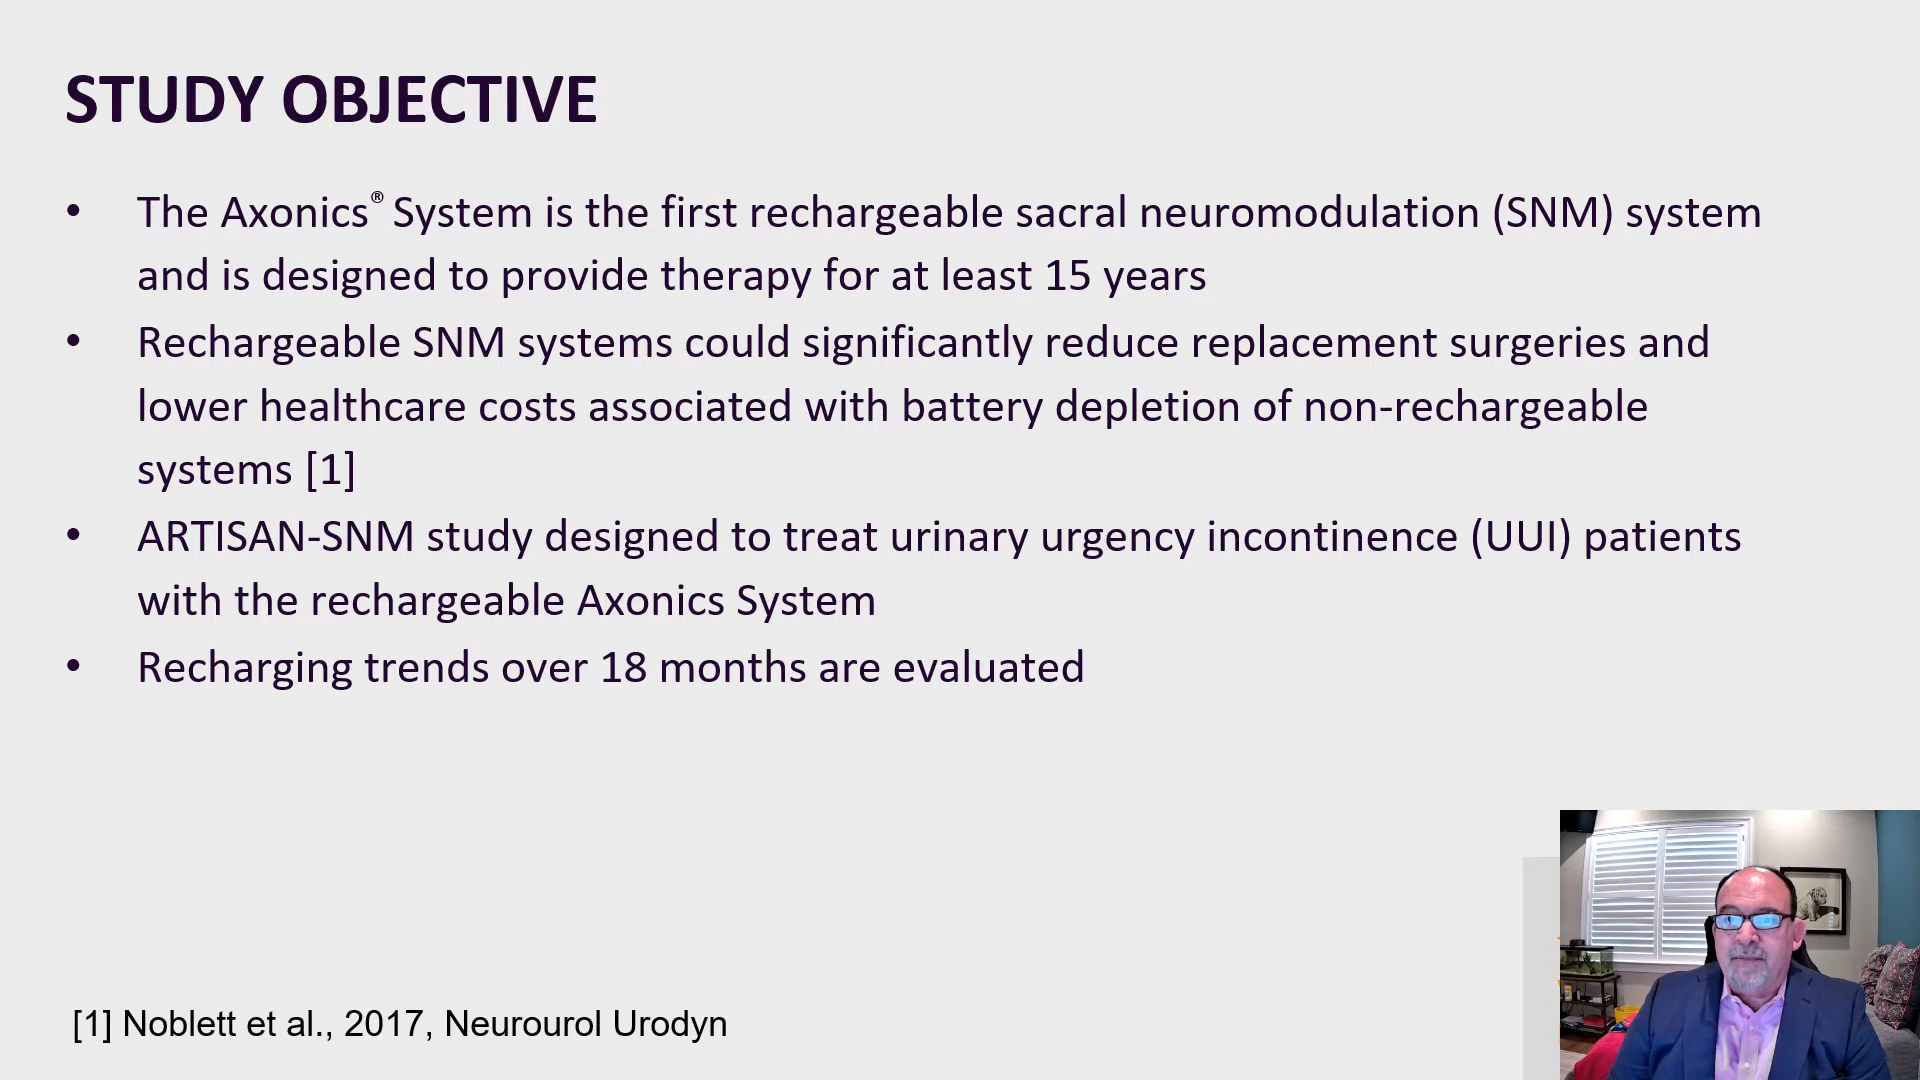 STUDY OBJECTIVE
• The Axonics® System is the first rechargeable sacral neuromodulation (SNM) system
and is designed to provide therapy for at least 15 years
• Rechargeable SNM systems could significantly reduce replacement surgeries and
lower healthcare costs associated with battery depletion of non-rechargeable
systems [1]
• ARTISAN-SNM study designed to treat urinary urgency incontinence (UUI) patients
with the rechargeable Axonics System
• Recharging trends over 18 months are evaluated
[1] Noblett et al., 2017, Neurourol Urodyn